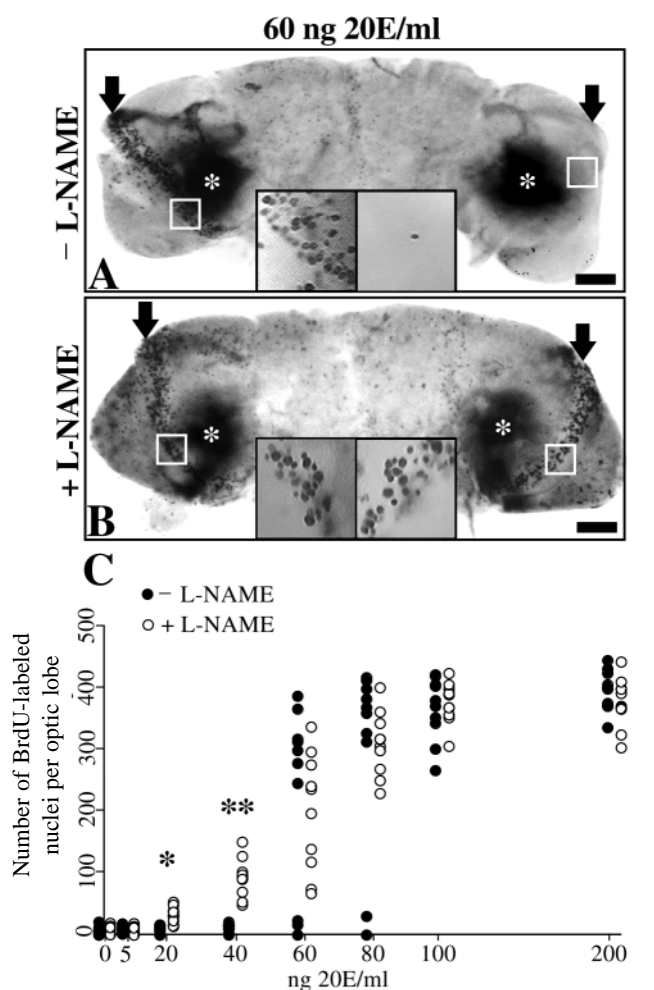 60 ng 20E/ml
− L-NAME
*
*
A
+ L-NAME
*
*
B
C
− L-NAME
+ L-NAME
Number of BrdU-labeled
nuclei per optic lobe
500
400
300
200
100
0
*
**
0 5 20 40 60 80 100 200
ng 20E/ml